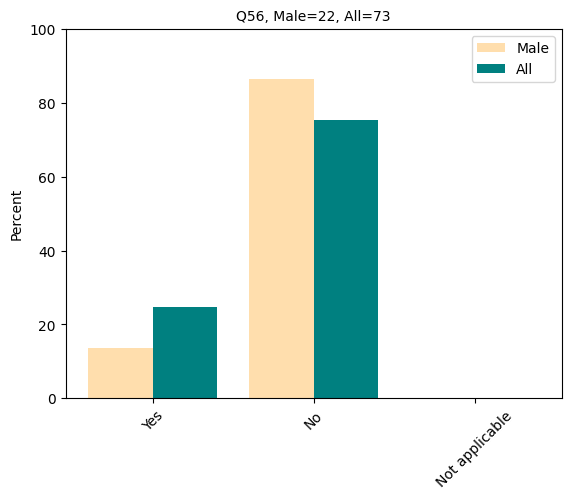 Q56, Male=22, All=73
Male
All
Percent
100
80
60
40
20
0
Yes
No
Not applicable